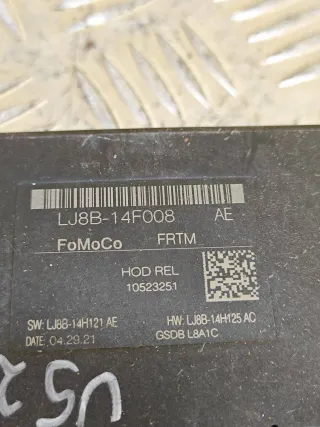 LJ8B-14F008 AE
FoMoCo FRTM
HOD REL
10523251
SW: LJ8B-14H121 AE HW: LJ8B-14H125 AC
DATE: 04.29.21 GSDB L8A1C